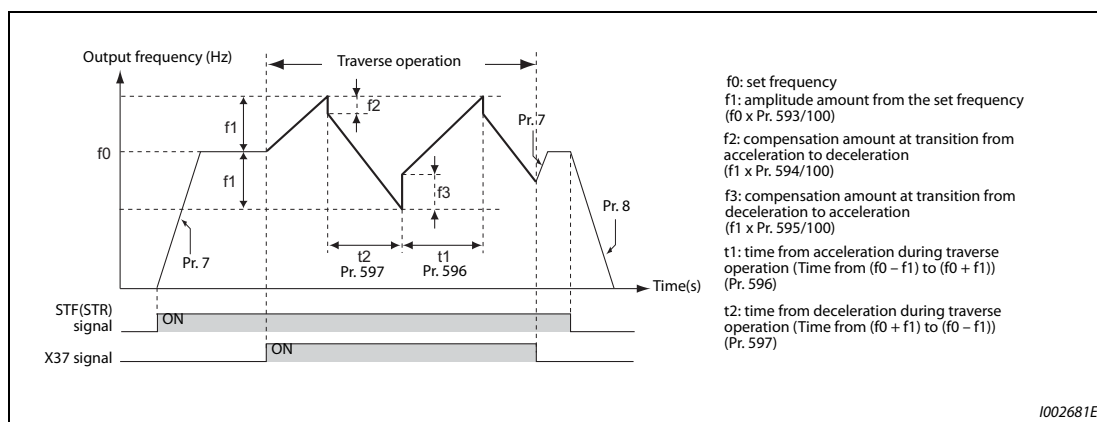 Output frequency (Hz)
Traverse operation
f1
f2
Pr. 7
f0
f1
f3
Pr. 8
Pr. 7
t2
Pr. 597
t1
Pr. 596
Time(s)
STF(STR)
signal
ON
X37 signal
ON
f0: set frequency
f1: amplitude amount from the set frequency
(f0 x Pr. 593/100)
f2: compensation amount at transition from
acceleration to deceleration
(f1 x Pr. 594/100)
f3: compensation amount at transition from
deceleration to acceleration
(f1 x Pr. 595/100)
t1: time from acceleration during traverse
operation (Time from (f0 – f1) to (f0 + f1))
(Pr. 596)
t2: time from deceleration during traverse
operation (Time from (f0 + f1) to (f0 – f1))
(Pr. 597)
I002681E